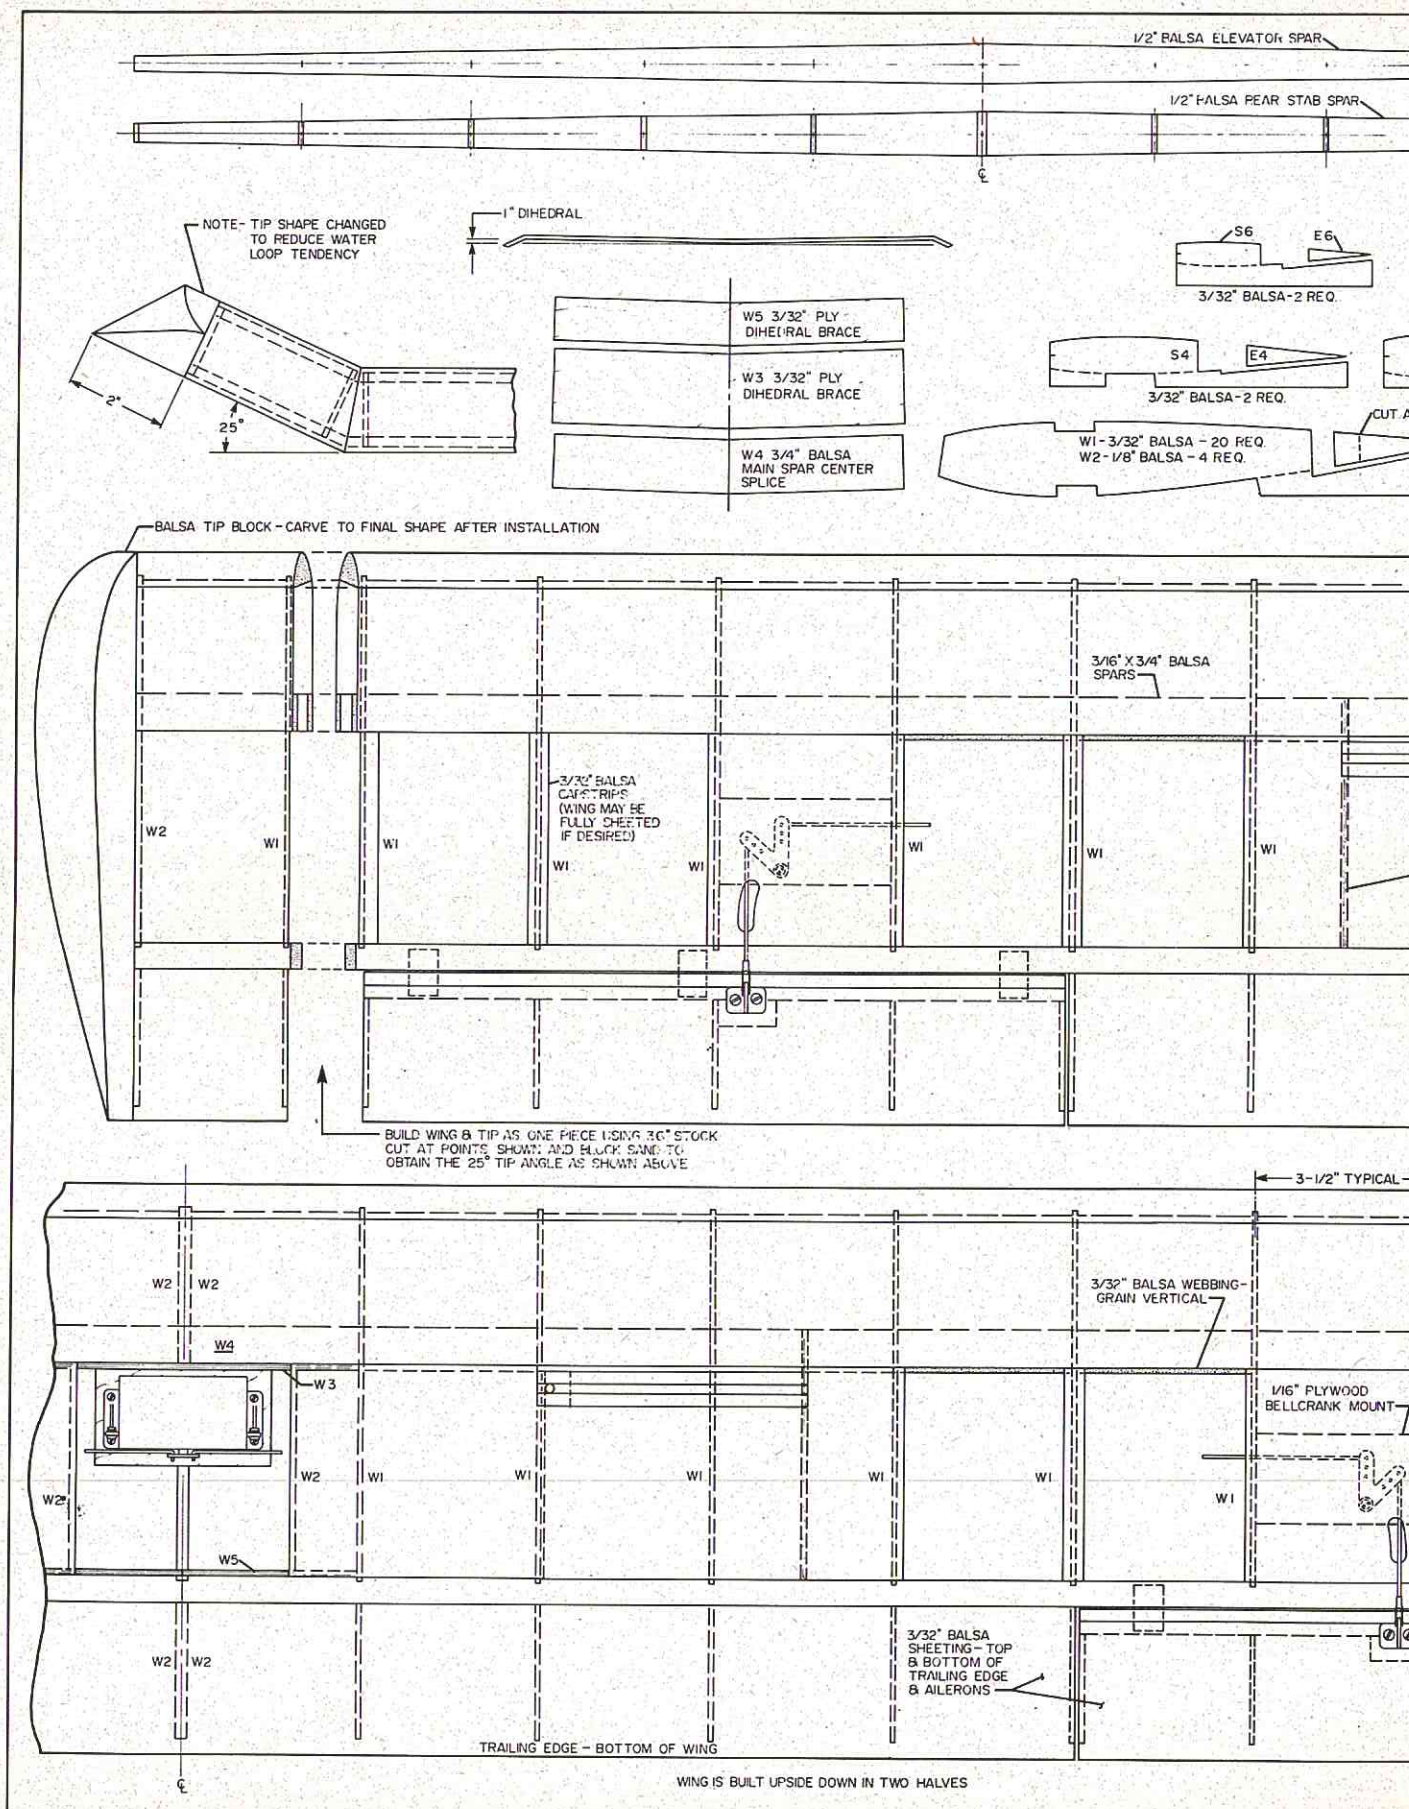 1/2" BALSA ELEVATOR SPAR
1/2" BALSA REAR STAB SPAR
℄
NOTE- TIP SHAPE CHANGED
TO REDUCE WATER
LOOP TENDENCY
1" DIHEDRAL
2"
25°
W5 3/32" PLY
DIHEDRAL BRACE
W3 3/32" PLY
DIHEDRAL BRACE
W4 3/4" BALSA
MAIN SPAR CENTER
SPLICE
S6
E6
3/32" BALSA-2 REQ.
S4
E4
3/32" BALSA-2 REQ.
CUT
W1-3/32" BALSA - 20 REQ.
W2-1/8" BALSA - 4 REQ.
BALSA TIP BLOCK - CARVE TO FINAL SHAPE AFTER INSTALLATION
3/16" X 3/4" BALSA
SPARS
3/32" BALSA
CAPSTRIPS
(WING MAY BE
FULLY SHEETED
IF DESIRED)
W2
W1
W1
W1
W1
W1
W1
W1
BUILD WING & TIP AS ONE PIECE USING 36" STOCK
CUT AT POINTS SHOWN AND BLOCK SAND TO
OBTAIN THE 25° TIP ANGLE AS SHOWN ABOVE
3-1/2" TYPICAL
W2
W2
3/32" BALSA WEBBING-
GRAIN VERTICAL
W4
W3
1/16" PLYWOOD
BELLCRANK MOUNT
W2
W2
W1
W1
W1
W1
W1
W1
W5
3/32" BALSA
SHEETING - TOP
& BOTTOM OF
TRAILING EDGE
& AILERONS
W2
W2
TRAILING EDGE - BOTTOM OF WING
℄
WING IS BUILT UPSIDE DOWN IN TWO HALVES